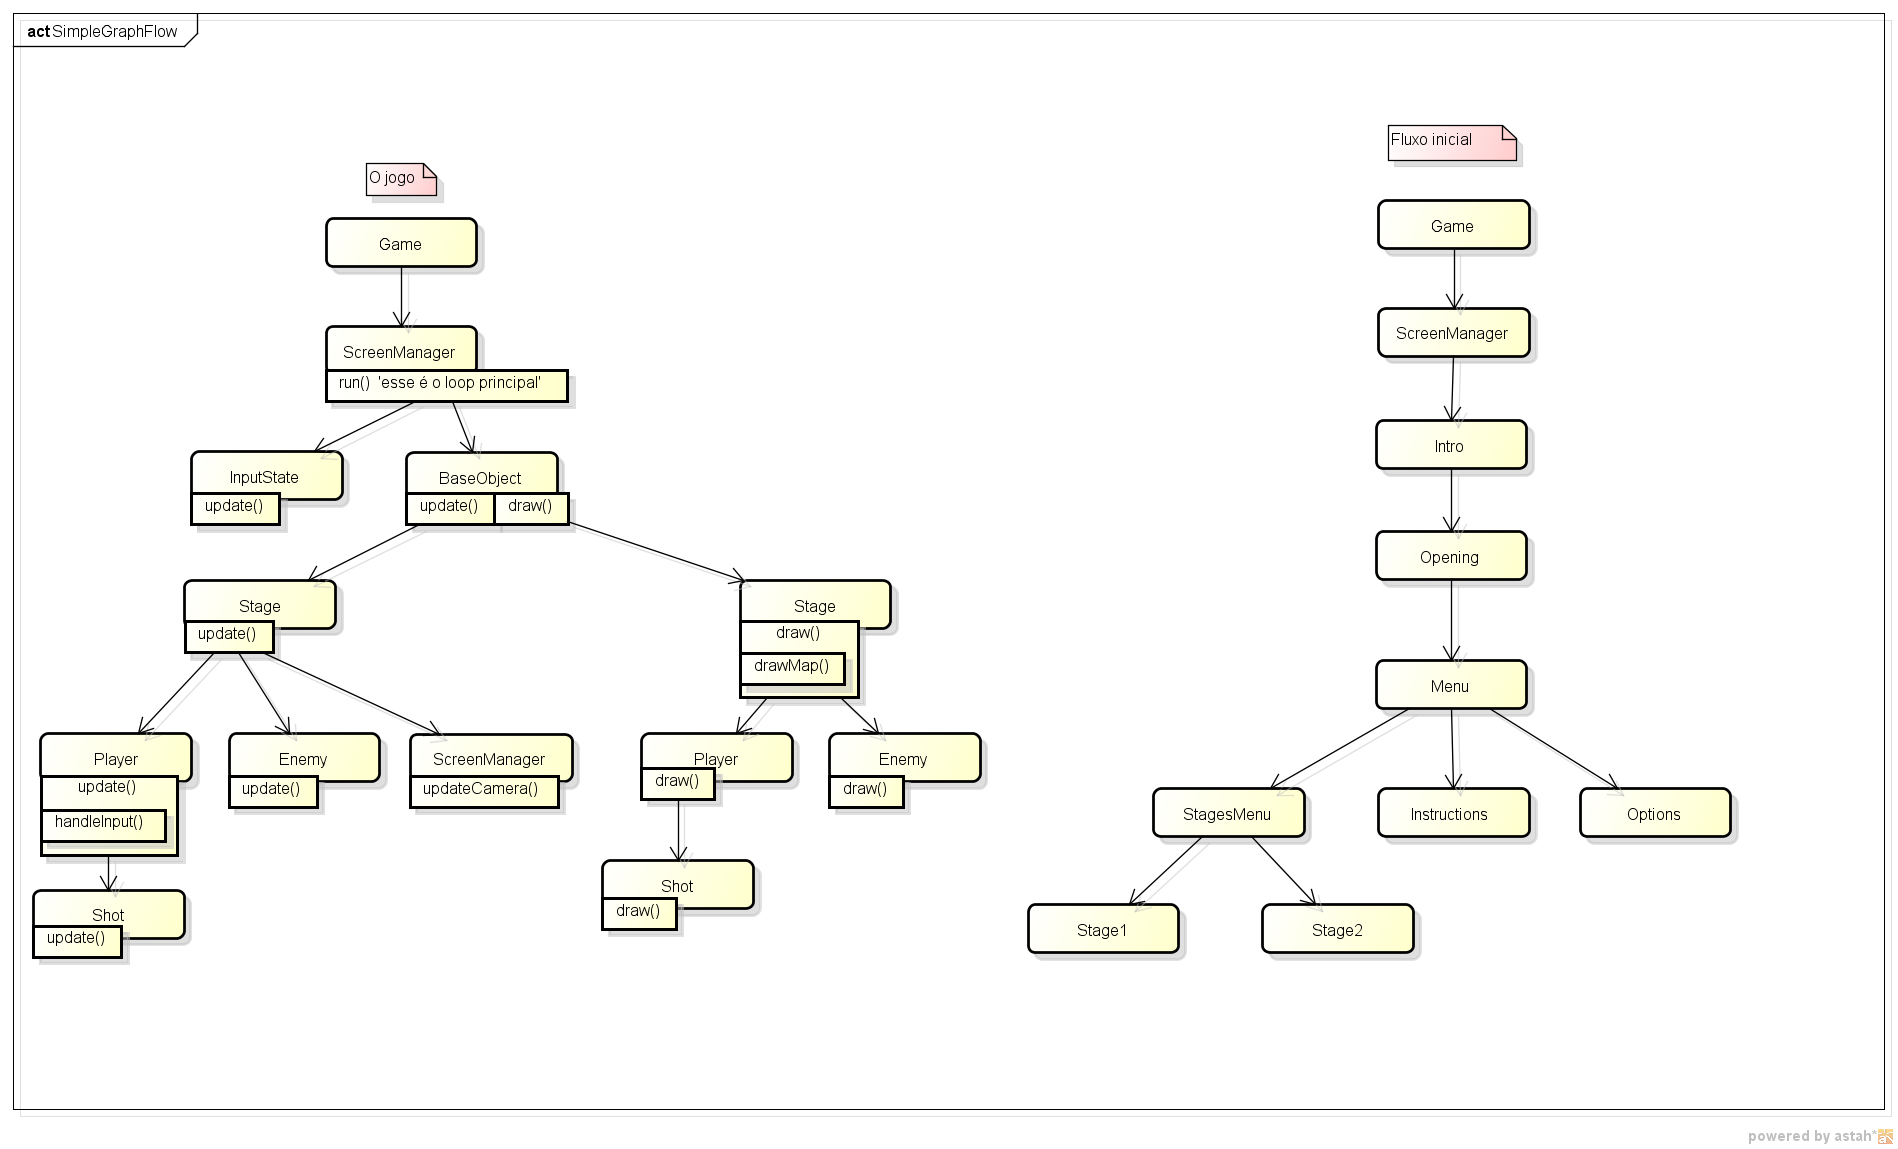 act SimpleGraphFlow
O jogo
Game
ScreenManager
run() 'esse é o loop principal'
InputState
update()
BaseObject
update() draw()
Stage
update()
Stage
draw()
drawMap()
Player
update()
handleInput()
Enemy
update()
ScreenManager
updateCamera()
Player
draw()
Enemy
draw()
Shot
update()
Shot
draw()
Fluxo inicial
Game
ScreenManager
Intro
Opening
Menu
StagesMenu
Instructions
Options
Stage1
Stage2
powered by astah*